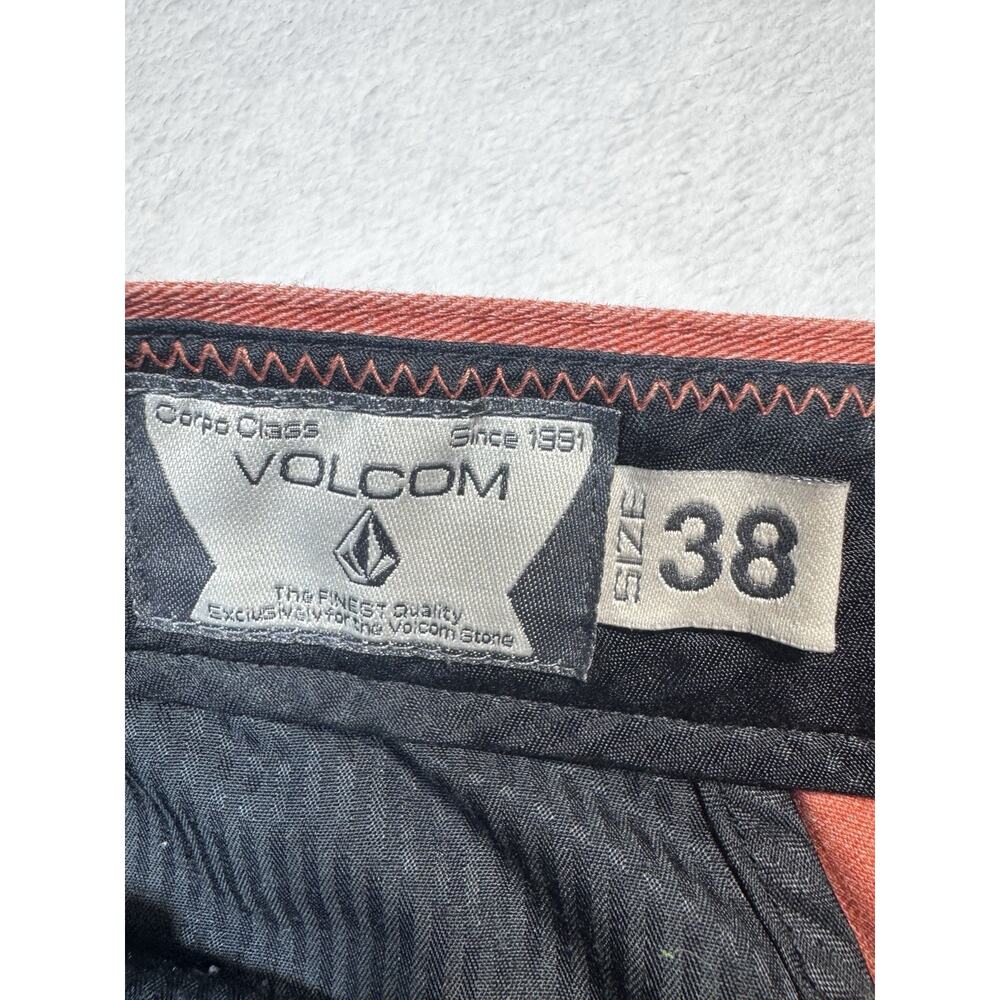 Corpo Class Since 1991
VOLCOM
The FINEST Quality
Exclusively for the Volcom Stone
SIZE 38